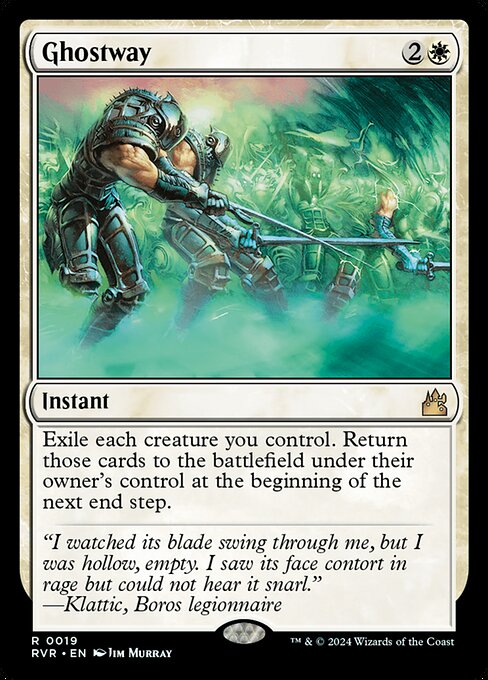 Ghostway 2
Instant
Exile each creature you control. Return
those cards to the battlefield under their
owner's control at the beginning of the
next end step.
“I watched its blade swing through me, but I
was hollow, empty. I saw its face contort in
rage but could not hear it snarl.”
—Klattic, Boros legionnaire
R 0019
RVR • EN Jim Murray
™ & © 2024 Wizards of the Coast